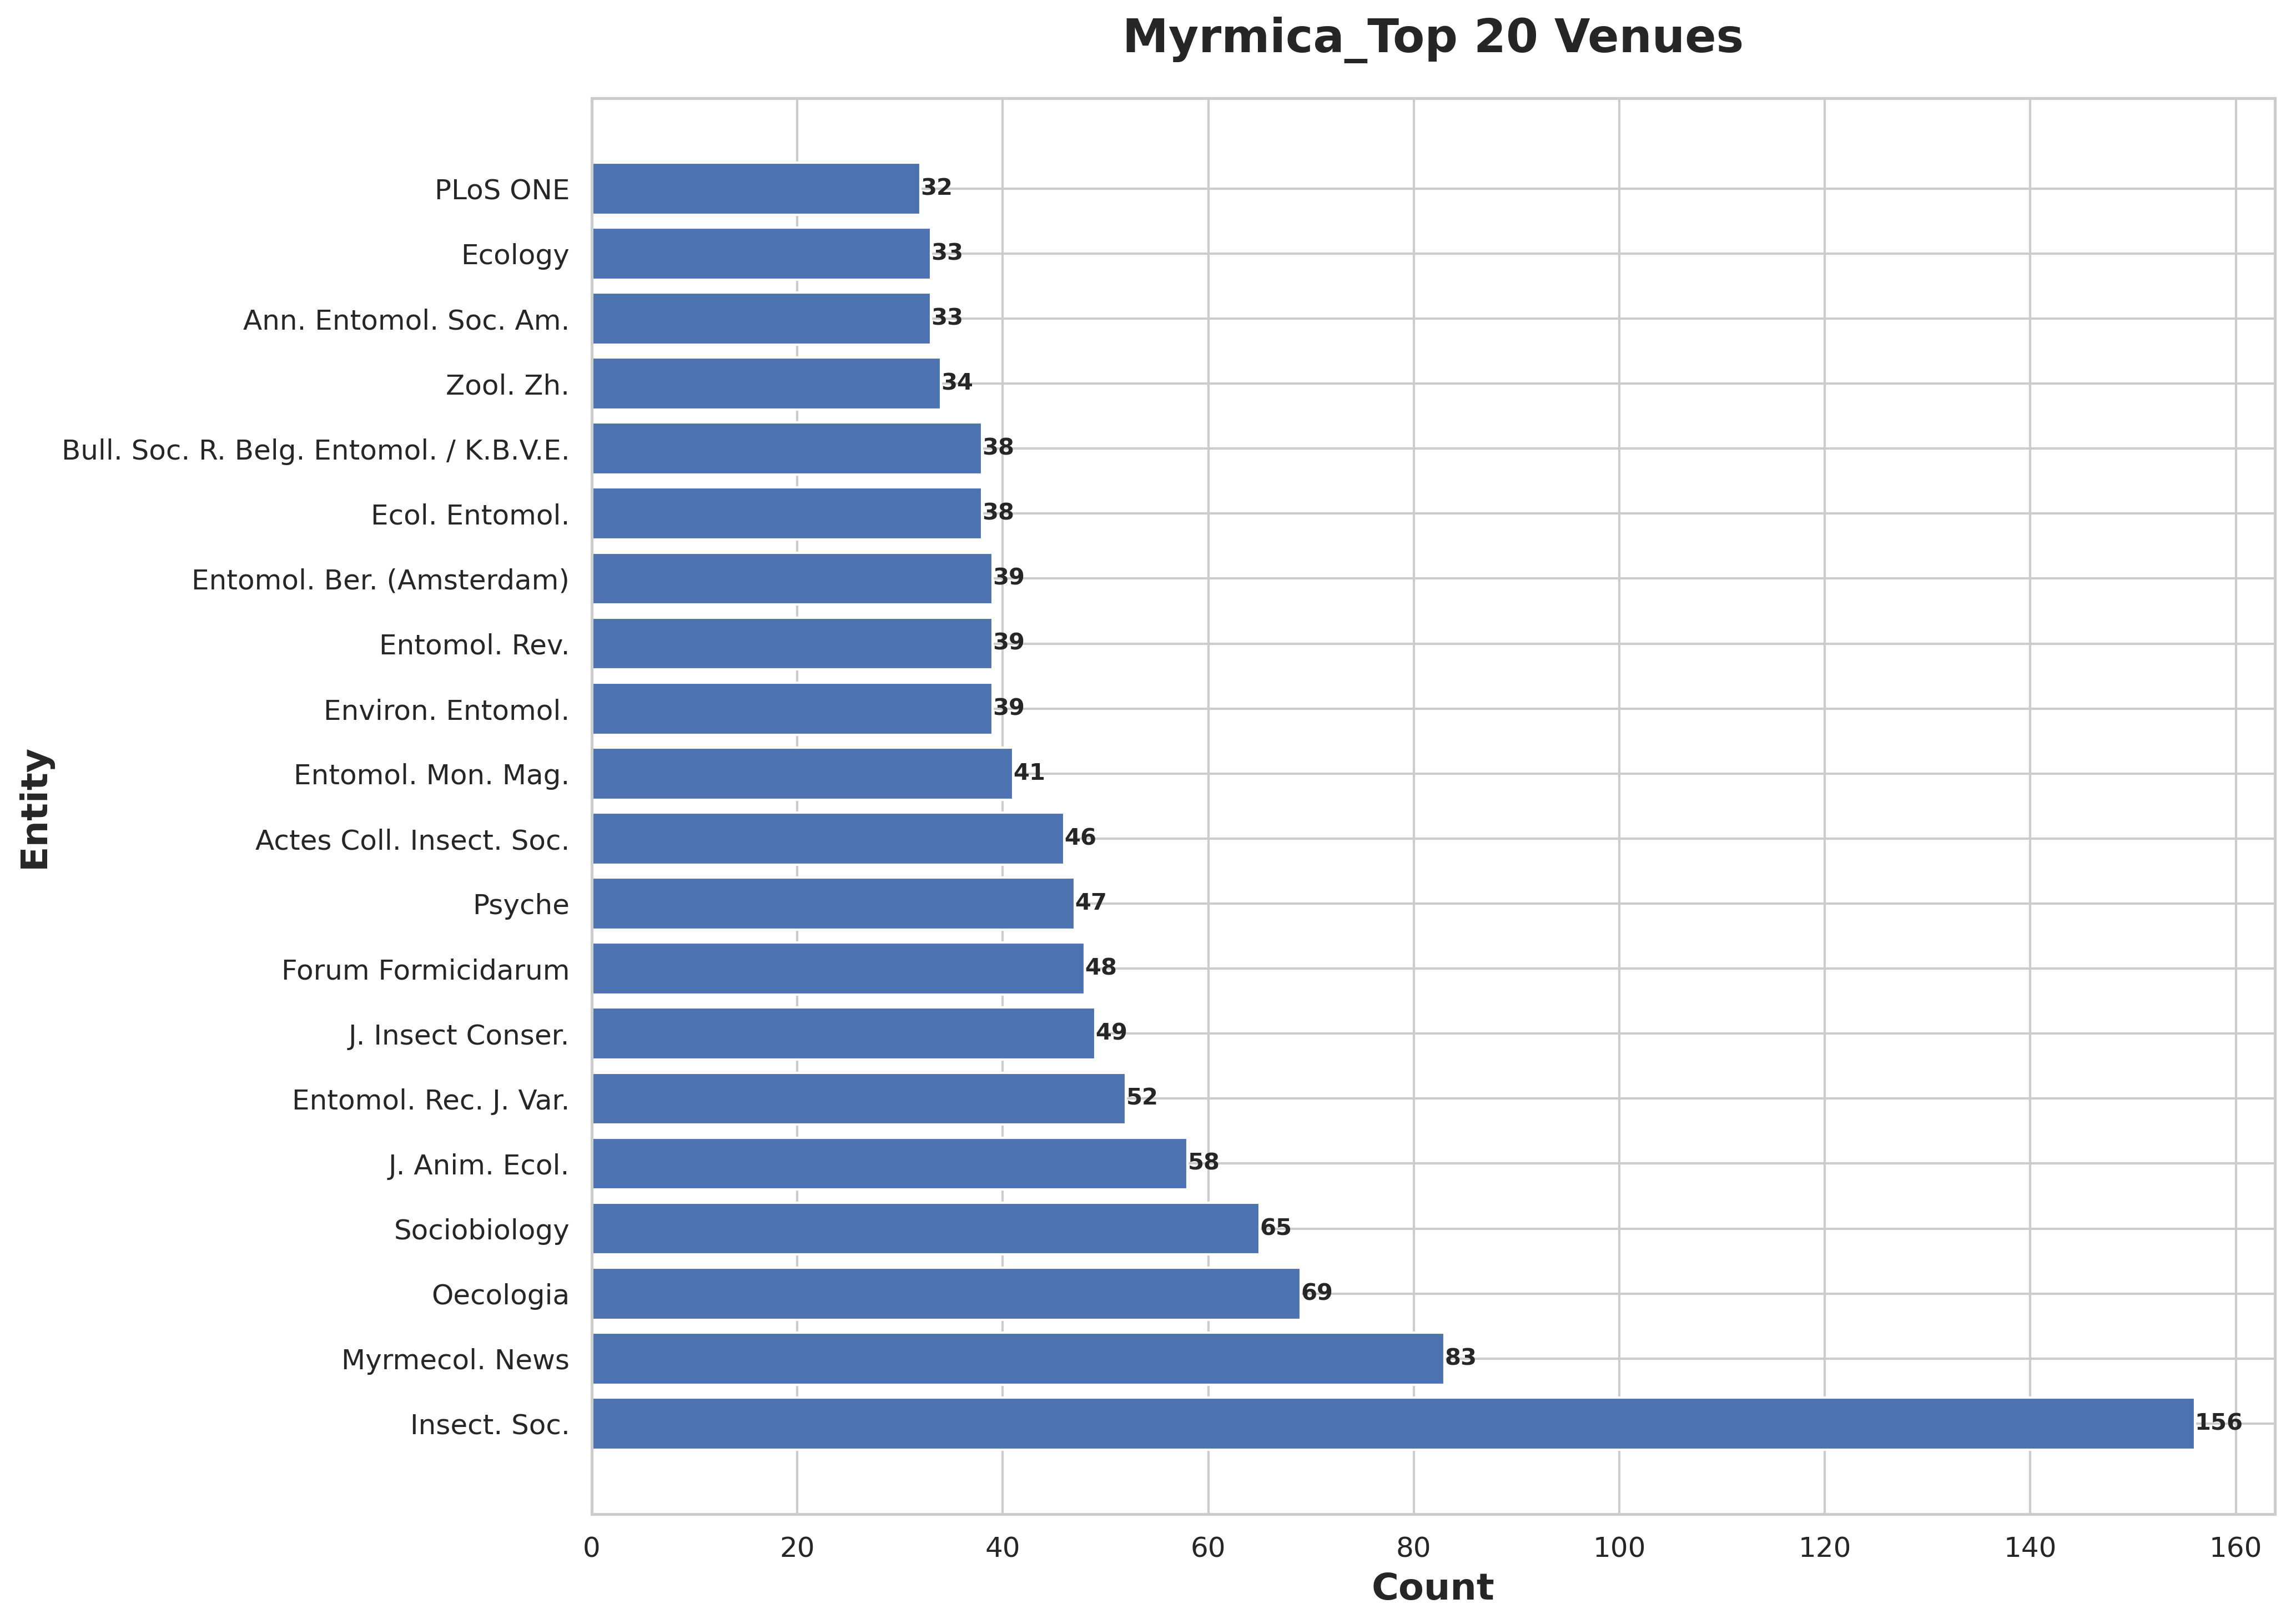 Myrmica_Top 20 Venues
PLoS ONE 32
Ecology 33
Ann. Entomol. Soc. Am. 33
Zool. Zh. 34
Bull. Soc. R. Belg. Entomol. / K.B.V.E. 38
Ecol. Entomol. 38
Entomol. Ber. (Amsterdam) 39
Entomol. Rev. 39
Environ. Entomol. 39
Entomol. Mon. Mag. 41
Actes Coll. Insect. Soc. 46
Psyche 47
Forum Formicidarum 48
J. Insect Conser. 49
Entomol. Rec. J. Var. 52
J. Anim. Ecol. 58
Sociobiology 65
Oecologia 69
Myrmecol. News 83
Insect. Soc. 156
Entity
0 20 40 60 80 100 120 140 160
Count